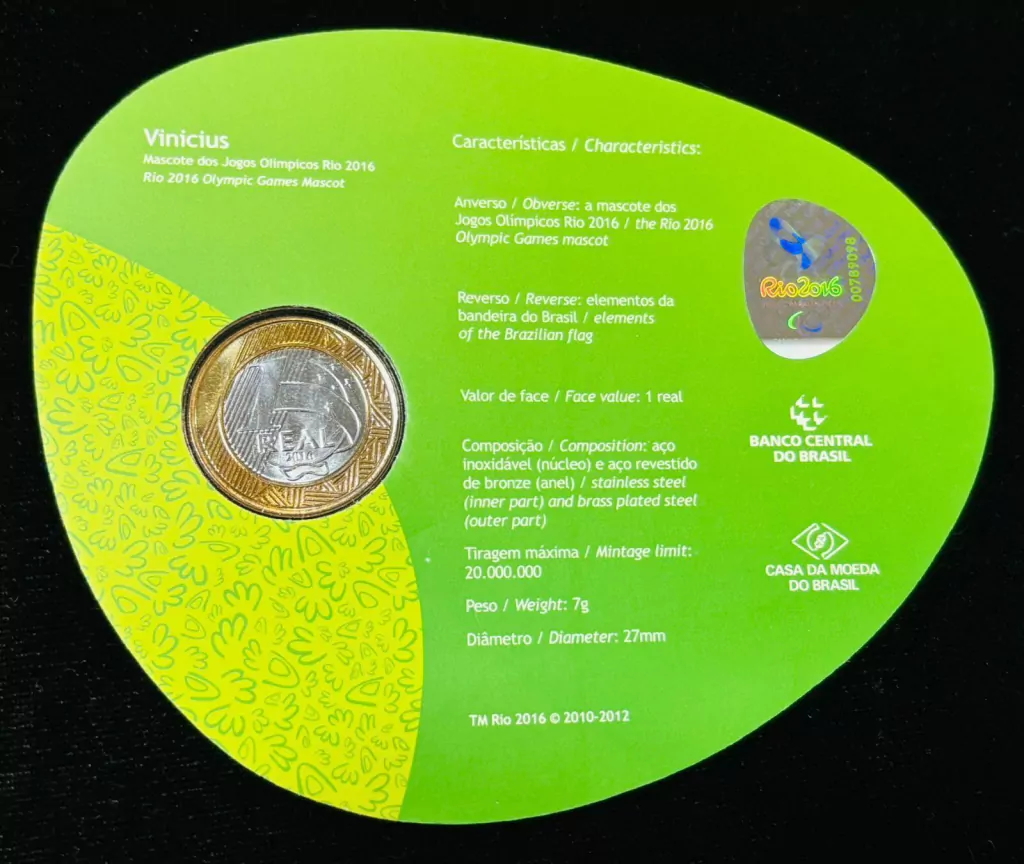 Vinicius
Mascote dos Jogos Olímpicos Rio 2016
Rio 2016 Olympic Games Mascot
1
REAL
2016
Características / Characteristics:
Anverso / Obverse: a mascote dos
Jogos Olímpicos Rio 2016 / the Rio 2016
Olympic Games mascot
Reverso / Reverse: elementos da
bandeira do Brasil / elements
of the Brazilian flag
Valor de face / Face value: 1 real
Composição / Composition: aço
inoxidável (núcleo) e aço revestido
de bronze (anel) / stainless steel
(inner part) and brass plated steel
(outer part)
Tiragem máxima / Mintage limit:
20.000.000
Peso / Weight: 7g
Diâmetro / Diameter: 27mm
TM Rio 2016 © 2010-2012
Rio2016
00789098
BANCO CENTRAL
DO BRASIL
CASA DA MOEDA
DO BRASIL